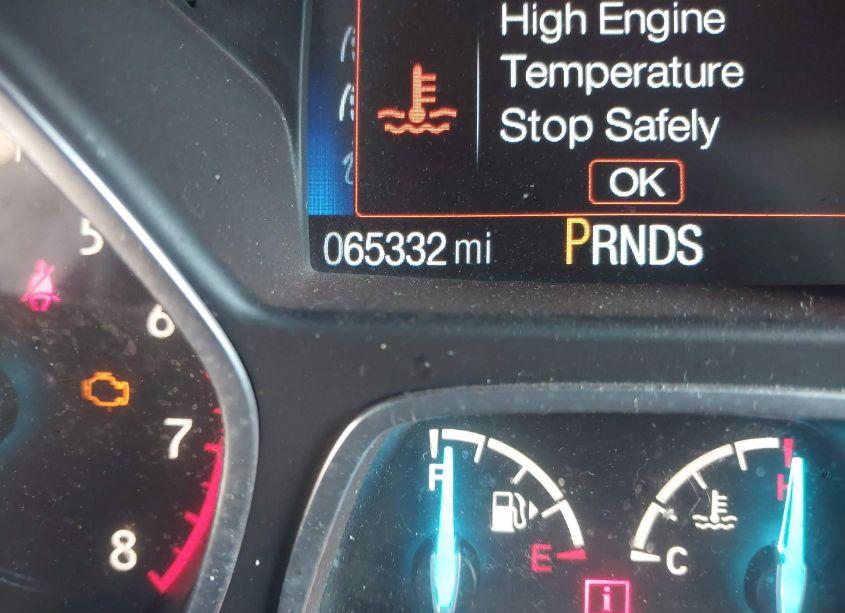 High Engine
Temperature
Stop Safely
OK
065332 mi
PRNDS
5
6
7
8
F
E
C
H
i